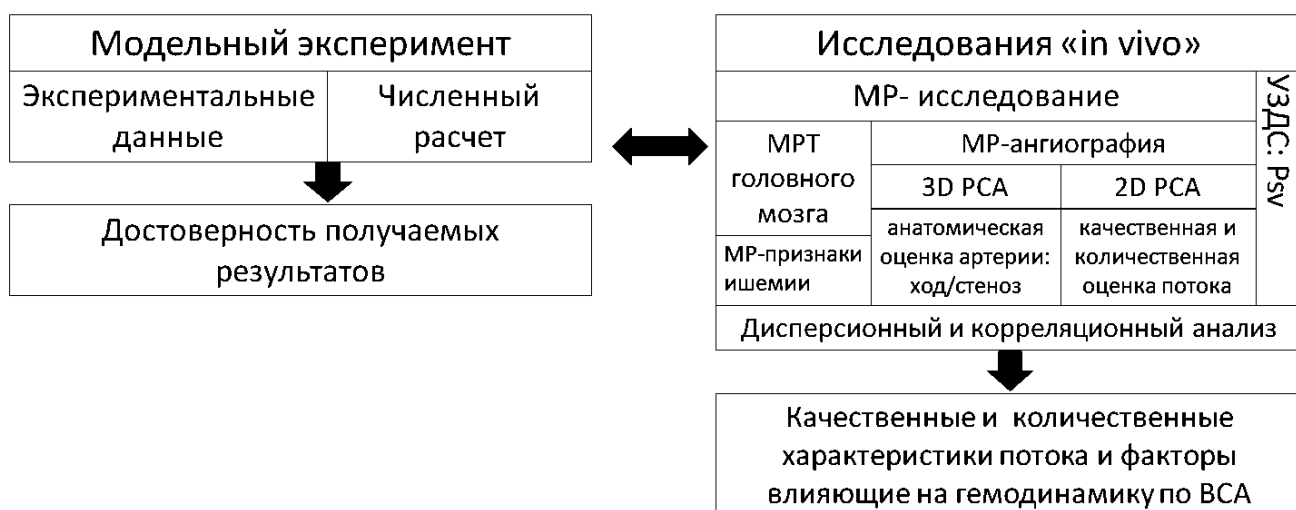 Модельный эксперимент
Экспериментальные
данные
Численный
расчет
Достоверность получаемых
результатов
Исследования «in vivo»
МР- исследование
УЗДС: Psv
МРТ
головного
мозга
МР-признаки
ишемии
МР-ангиография
3D PCA
2D PCA
анатомическая
оценка артерии:
ход/стеноз
качественная и
количественная
оценка потока
Дисперсионный и корреляционный анализ
Качественные и количественные
характеристики потока и факторы
влияющие на гемодинамику по ВСА